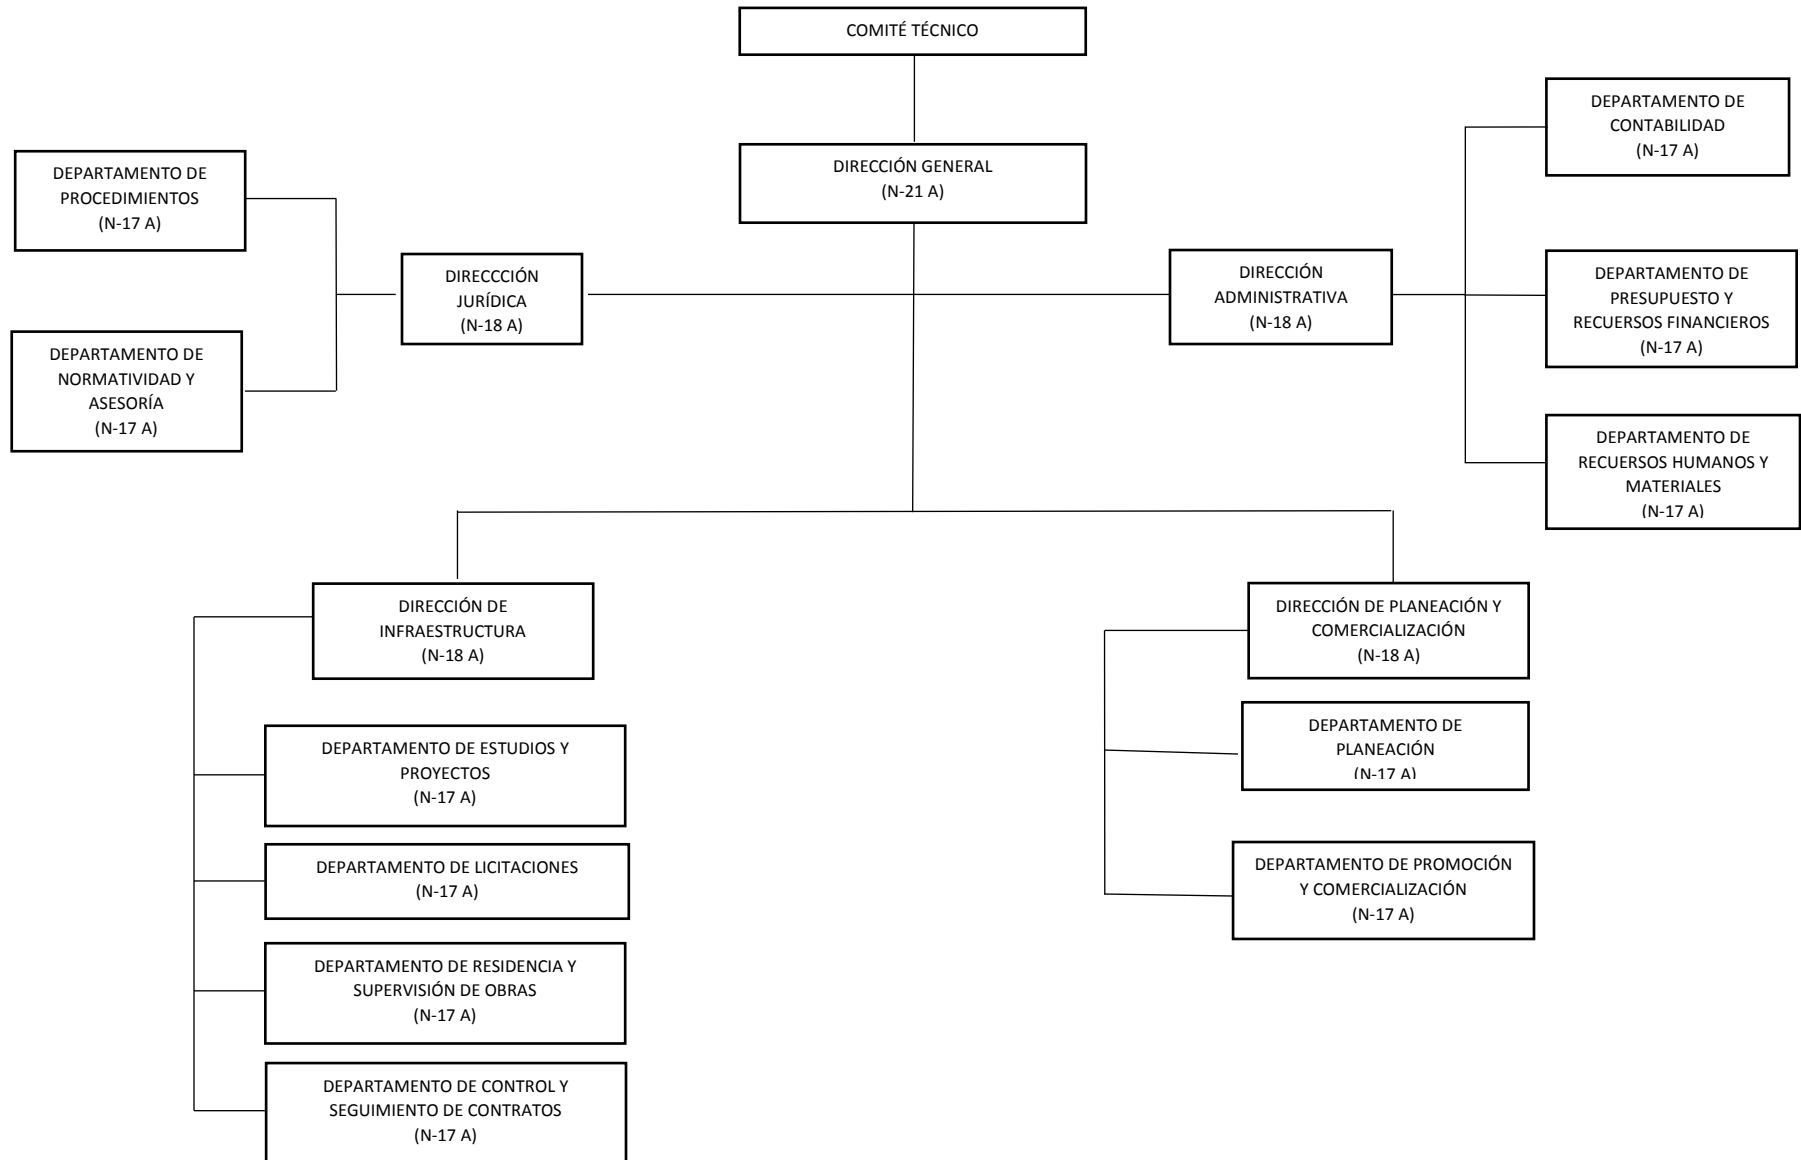 COMITÉ TÉCNICO
DIRECCIÓN GENERAL
(N-21 A)
DEPARTAMENTO DE
PROCEDIMIENTOS
(N-17 A)
DEPARTAMENTO DE
NORMATIVIDAD Y
ASESORÍA
(N-17 A)
DIRECCCIÓN
JURÍDICA
(N-18 A)
DIRECCIÓN
ADMINISTRATIVA
(N-18 A)
DEPARTAMENTO DE
CONTABILIDAD
(N-17 A)
DEPARTAMENTO DE
PRESUPUESTO Y
RECUERSOS FINANCIEROS
(N-17 A)
DEPARTAMENTO DE
RECUERSOS HUMANOS Y
MATERIALES
(N-17 A)
DIRECCIÓN DE
INFRAESTRUCTURA
(N-18 A)
DEPARTAMENTO DE ESTUDIOS Y
PROYECTOS
(N-17 A)
DEPARTAMENTO DE LICITACIONES
(N-17 A)
DEPARTAMENTO DE RESIDENCIA Y
SUPERVISIÓN DE OBRAS
(N-17 A)
DEPARTAMENTO DE CONTROL Y
SEGUIMIENTO DE CONTRATOS
(N-17 A)
DIRECCIÓN DE PLANEACIÓN Y
COMERCIALIZACIÓN
(N-18 A)
DEPARTAMENTO DE
PLANEACIÓN
(N-17 A)
DEPARTAMENTO DE PROMOCIÓN
Y COMERCIALIZACIÓN
(N-17 A)